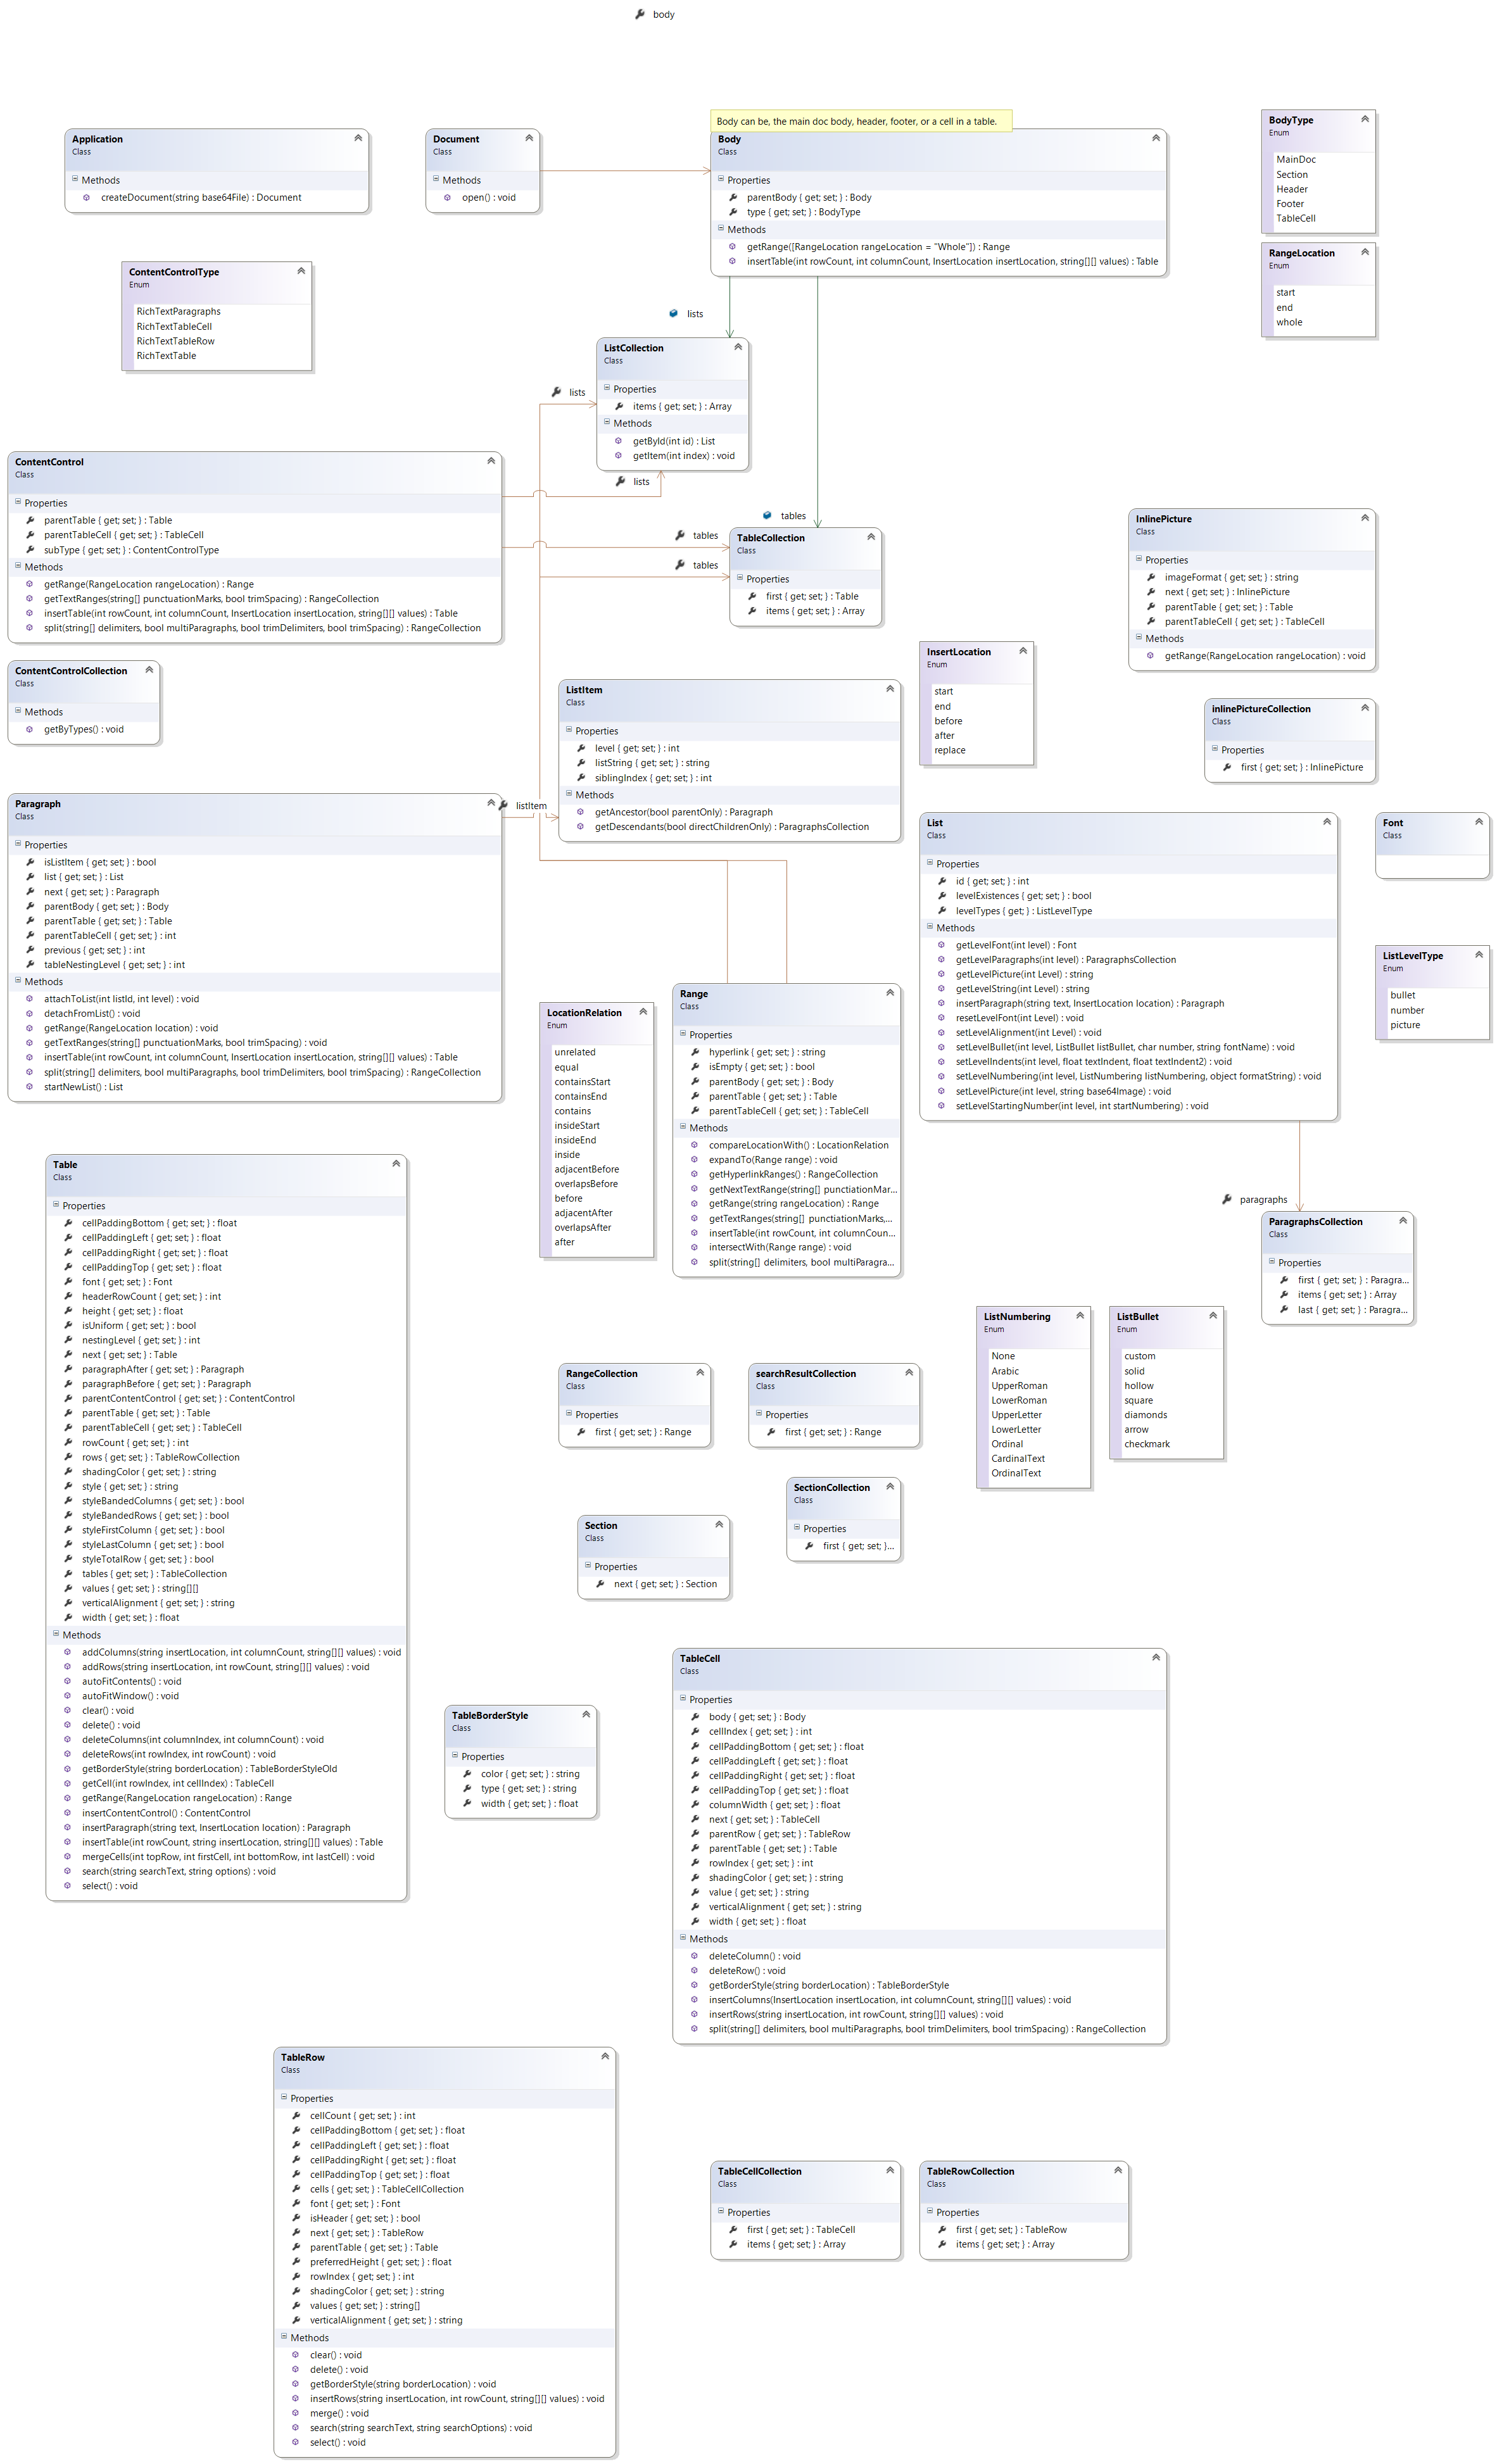 body
Body can be, the main doc body, header, footer, or a cell in a table.
Application
Class
Methods
createDocument(string base64File) : Document
Document
Class
Methods
open() : void
Body
Class
Properties
parentBody { get; set; } : Body
type { get; set; } : BodyType
Methods
getRange([RangeLocation rangeLocation = "Whole"]) : Range
insertTable(int rowCount, int columnCount, InsertLocation insertLocation, string[][] values) : Table
BodyType
Enum
MainDoc
Section
Header
Footer
TableCell
RangeLocation
Enum
start
end
whole
ContentControlType
Enum
RichTextParagraphs
RichTextTableCell
RichTextTableRow
RichTextTable
lists
ListCollection
Class
Properties
items { get; set; } : Array
Methods
getById(int id) : List
getItem(int index) : void
lists
lists
ContentControl
Class
Properties
parentTable { get; set; } : Table
parentTableCell { get; set; } : TableCell
subType { get; set; } : ContentControlType
Methods
getRange(RangeLocation rangeLocation) : Range
getTextRanges(string[] punctuationMarks, bool trimSpacing) : RangeCollection
insertTable(int rowCount, int columnCount, InsertLocation insertLocation, string[][] values) : Table
split(string[] delimiters, bool multiParagraphs, bool trimDelimiters, bool trimSpacing) : RangeCollection
tables
tables
tables
TableCollection
Class
Properties
first { get; set; } : Table
items { get; set; } : Array
InlinePicture
Class
Properties
imageFormat { get; set; } : string
next { get; set; } : InlinePicture
parentTable { get; set; } : Table
parentTableCell { get; set; } : TableCell
Methods
getRange(RangeLocation rangeLocation) : void
ContentControlCollection
Class
Methods
getByTypes() : void
ListItem
Class
Properties
level { get; set; } : int
listString { get; set; } : string
siblingIndex { get; set; } : int
Methods
getAncestor(bool parentOnly) : Paragraph
getDescendants(bool directChildrenOnly) : ParagraphsCollection
InsertLocation
Enum
start
end
before
after
replace
inlinePictureCollection
Class
Properties
first { get; set; } : InlinePicture
Paragraph
Class
Properties
isListItem { get; set; } : bool
list { get; set; } : List
next { get; set; } : Paragraph
parentBody { get; set; } : Body
parentTable { get; set; } : Table
parentTableCell { get; set; } : int
previous { get; set; } : int
tableNestingLevel { get; set; } : int
Methods
attachToList(int listId, int level) : void
detachFromList() : void
getRange(RangeLocation location) : void
getTextRanges(string[] punctuationMarks, bool trimSpacing) : void
insertTable(int rowCount, int columnCount, InsertLocation insertLocation, string[][] values) : Table
split(string[] delimiters, bool multiParagraphs, bool trimDelimiters, bool trimSpacing) : RangeCollection
startNewList() : List
listItem
List
Class
Properties
id { get; set; } : int
levelExistences { get; set; } : bool
levelTypes { get; } : ListLevelType
Methods
getLevelFont(int level) : Font
getLevelParagraphs(int level) : ParagraphsCollection
getLevelPicture(int Level) : string
getLevelString(int Level) : string
insertParagraph(string text, InsertLocation location) : Paragraph
resetLevelFont(int Level) : void
setLevelAlignment(int Level) : void
setLevelBullet(int level, ListBullet listBullet, char number, string fontName) : void
setLevelIndents(int level, float textIndent, float textIndent2) : void
setLevelNumbering(int level, ListNumbering listNumbering, object formatString) : void
setLevelPicture(int level, string base64Image) : void
setLevelStartingNumber(int level, int startNumbering) : void
Font
Class
ListLevelType
Enum
bullet
number
picture
LocationRelation
Enum
unrelated
equal
containsStart
containsEnd
contains
insideStart
insideEnd
inside
adjacentBefore
overlapsBefore
before
adjacentAfter
overlapsAfter
after
Range
Class
Properties
hyperlink { get; set; } : string
isEmpty { get; set; } : bool
parentBody { get; set; } : Body
parentTable { get; set; } : Table
parentTableCell { get; set; } : TableCell
Methods
compareLocationWith() : LocationRelation
expandTo(Range range) : void
getHyperlinkRanges() : RangeCollection
getNextTextRange(string[] punctiationMar...
getRange(string rangeLocation) : Range
getTextRanges(string[] punctiationMarks,...
insertTable(int rowCount, int columnCoun...
intersectWith(Range range) : void
split(string[] delimiters, bool multiParagra...
paragraphs
ParagraphsCollection
Class
Properties
first { get; set; } : Paragra...
items { get; set; } : Array
last { get; set; } : Paragra...
Table
Class
Properties
cellPaddingBottom { get; set; } : float
cellPaddingLeft { get; set; } : float
cellPaddingRight { get; set; } : float
cellPaddingTop { get; set; } : float
font { get; set; } : Font
headerRowCount { get; set; } : int
height { get; set; } : float
isUniform { get; set; } : bool
nestingLevel { get; set; } : int
next { get; set; } : Table
paragraphAfter { get; set; } : Paragraph
paragraphBefore { get; set; } : Paragraph
parentContentControl { get; set; } : ContentControl
parentTable { get; set; } : Table
parentTableCell { get; set; } : TableCell
rowCount { get; set; } : int
rows { get; set; } : TableRowCollection
shadingColor { get; set; } : string
style { get; set; } : string
styleBandedColumns { get; set; } : bool
styleBandedRows { get; set; } : bool
styleFirstColumn { get; set; } : bool
styleLastColumn { get; set; } : bool
styleTotalRow { get; set; } : bool
tables { get; set; } : TableCollection
values { get; set; } : string[][]
verticalAlignment { get; set; } : string
width { get; set; } : float
Methods
addColumns(string insertLocation, int columnCount, string[][] values) : void
addRows(string insertLocation, int rowCount, string[][] values) : void
autoFitContents() : void
autoFitWindow() : void
clear() : void
delete() : void
deleteColumns(int columnIndex, int columnCount) : void
deleteRows(int rowIndex, int rowCount) : void
getBorderStyle(string borderLocation) : TableBorderStyleOld
getCell(int rowIndex, int cellIndex) : TableCell
getRange(RangeLocation rangeLocation) : Range
insertContentControl() : ContentControl
insertParagraph(string text, InsertLocation location) : Paragraph
insertTable(int rowCount, string insertLocation, string[][] values) : Table
mergeCells(int topRow, int firstCell, int bottomRow, int lastCell) : void
search(string searchText, string options) : void
select() : void
ListNumbering
Enum
None
Arabic
UpperRoman
LowerRoman
UpperLetter
LowerLetter
Ordinal
CardinalText
OrdinalText
ListBullet
Enum
custom
solid
hollow
square
diamonds
arrow
checkmark
RangeCollection
Class
Properties
first { get; set; } : Range
searchResultCollection
Class
Properties
first { get; set; } : Range
SectionCollection
Class
Properties
first { get; set; }...
Section
Class
Properties
next { get; set; } : Section
TableBorderStyle
Class
Properties
color { get; set; } : string
type { get; set; } : string
width { get; set; } : float
TableCell
Class
Properties
body { get; set; } : Body
cellIndex { get; set; } : int
cellPaddingBottom { get; set; } : float
cellPaddingLeft { get; set; } : float
cellPaddingRight { get; set; } : float
cellPaddingTop { get; set; } : float
columnWidth { get; set; } : float
next { get; set; } : TableCell
parentRow { get; set; } : TableRow
parentTable { get; set; } : Table
rowIndex { get; set; } : int
shadingColor { get; set; } : string
value { get; set; } : string
verticalAlignment { get; set; } : string
width { get; set; } : float
Methods
deleteColumn() : void
deleteRow() : void
getBorderStyle(string borderLocation) : TableBorderStyle
insertColumns(InsertLocation insertLocation, int columnCount, string[][] values) : void
insertRows(string insertLocation, int rowCount, string[][] values) : void
split(string[] delimiters, bool multiParagraphs, bool trimDelimiters, bool trimSpacing) : RangeCollection
TableRow
Class
Properties
cellCount { get; set; } : int
cellPaddingBottom { get; set; } : float
cellPaddingLeft { get; set; } : float
cellPaddingRight { get; set; } : float
cellPaddingTop { get; set; } : float
cells { get; set; } : TableCellCollection
font { get; set; } : Font
isHeader { get; set; } : bool
next { get; set; } : TableRow
parentTable { get; set; } : Table
preferredHeight { get; set; } : float
rowIndex { get; set; } : int
shadingColor { get; set; } : string
values { get; set; } : string[]
verticalAlignment { get; set; } : string
Methods
clear() : void
delete() : void
getBorderStyle(string borderLocation) : void
insertRows(string insertLocation, int rowCount, string[][] values) : void
merge() : void
search(string searchText, string searchOptions) : void
select() : void
TableCellCollection
Class
Properties
first { get; set; } : TableCell
items { get; set; } : Array
TableRowCollection
Class
Properties
first { get; set; } : TableRow
items { get; set; } : Array